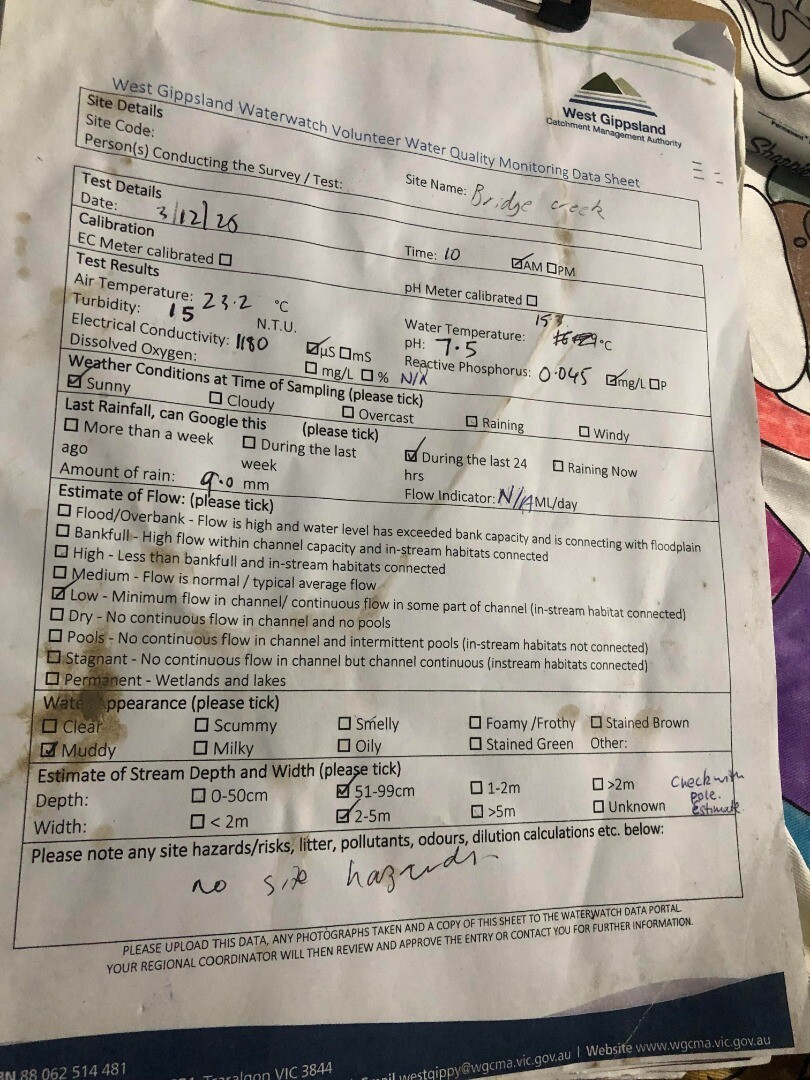 West Gippsland
Catchment Management Authority
West Gippsland Waterwatch Volunteer Water Quality Monitoring Data Sheet
Site Details
Site Code:
Site Name: Bridge creek
Person(s) Conducting the Survey / Test:
Test Details
Date: 3/12/20
Time: 10 ☑AM ☐PM
Calibration
EC Meter calibrated ☐
pH Meter calibrated ☐
Test Results
Air Temperature: 23.2 °C
Water Temperature: 15.3 °C
Turbidity: 15 N.T.U.
pH: 7.5
Electrical Conductivity: 1180 ☑µS ☐mS
Reactive Phosphorus: 0.045 ☑mg/L ☐P
Dissolved Oxygen: ☐ mg/L ☐ % N/A
Weather Conditions at Time of Sampling (please tick)
☑ Sunny ☐ Cloudy ☐ Overcast ☐ Raining ☐ Windy
Last Rainfall, can Google this (please tick)
☐ More than a week ago ☐ During the last week ☑ During the last 24 hrs ☐ Raining Now
Amount of rain: 9.0 mm
Flow Indicator: N/A ML/day
Estimate of Flow: (please tick)
☐ Flood/Overbank - Flow is high and water level has exceeded bank capacity and is connecting with floodplain
☐ Bankfull - High flow within channel capacity and in-stream habitats connected
☐ High - Less than bankfull and in-stream habitats connected
☐ Medium - Flow is normal / typical average flow
☑ Low - Minimum flow in channel/ continuous flow in some part of channel (in-stream habitat connected)
☐ Dry - No continuous flow in channel and no pools
☐ Pools - No continuous flow in channel and intermittent pools (in-stream habitats not connected)
☐ Stagnant - No continuous flow in channel but channel continuous (instream habitats connected)
☐ Permanent - Wetlands and lakes
Water Appearance (please tick)
☐ Clear ☐ Scummy ☐ Smelly ☐ Foamy /Frothy ☐ Stained Brown
☑ Muddy ☐ Milky ☐ Oily ☐ Stained Green Other:
Estimate of Stream Depth and Width (please tick)
Depth: ☐ 0-50cm ☑ 51-99cm ☐ 1-2m ☐ >2m
Width: ☐ < 2m ☑ 2-5m ☐ >5m ☐ Unknown
Check with
pole.
estimate
Please note any site hazards/risks, litter, pollutants, odours, dilution calculations etc. below:
no site hazards
PLEASE UPLOAD THIS DATA, ANY PHOTOGRAPHS TAKEN AND A COPY OF THIS SHEET TO THE WATERWATCH DATA PORTAL
YOUR REGIONAL COORDINATOR WILL THEN REVIEW AND APPROVE THE ENTRY OR CONTACT YOU FOR FURTHER INFORMATION.
88 062 514 481
Traralgon VIC 3844
westgippy@wgcma.vic.gov.au | Website www.wgcma.vic.gov.au